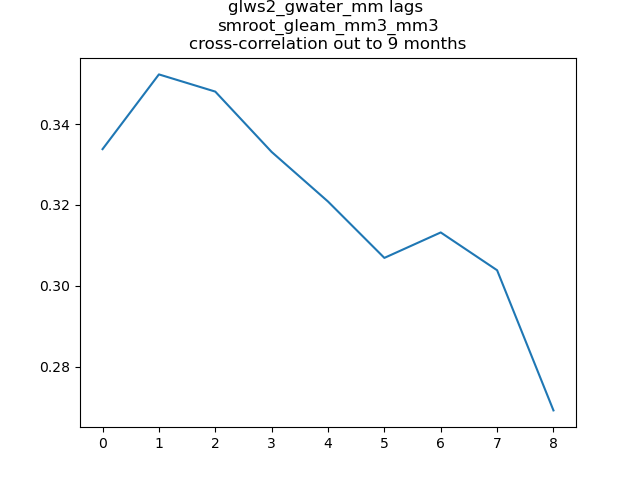 glws2_gwater_mm lags
smroot_gleam_mm3_mm3
cross-correlation out to 9 months
0.34
0.32
0.30
0.28
0 1 2 3 4 5 6 7 8